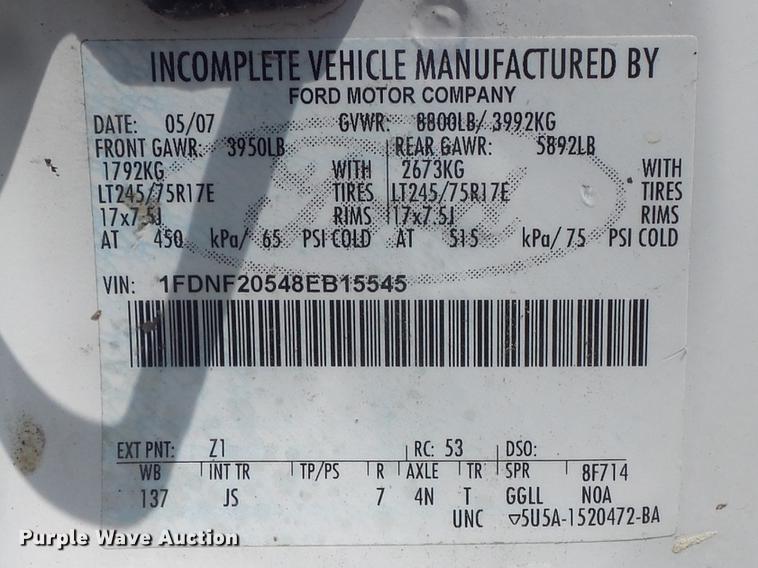 INCOMPLETE VEHICLE MANUFACTURED BY
FORD MOTOR COMPANY
DATE: 05/07 GVWR: 8800LB/ 3992KG
FRONT GAWR: 3950LB REAR GAWR: 5892LB
1792KG WITH 2673KG WITH
LT245/75R17E TIRES LT245/75R17E TIRES
17x7.5J RIMS 17x7.5J RIMS
AT 450 kPa/ 65 PSI COLD AT 515 kPa/ 75 PSI COLD
VIN: 1FDNF20548EB15545
EXT PNT: Z1 RC: 53 DSO:
WB INT TR TP/PS R AXLE TR SPR 8F714
137 JS 7 4N T GGLL N0A
UNC ▽5U5A-1520472-BA
Purple Wave Auction